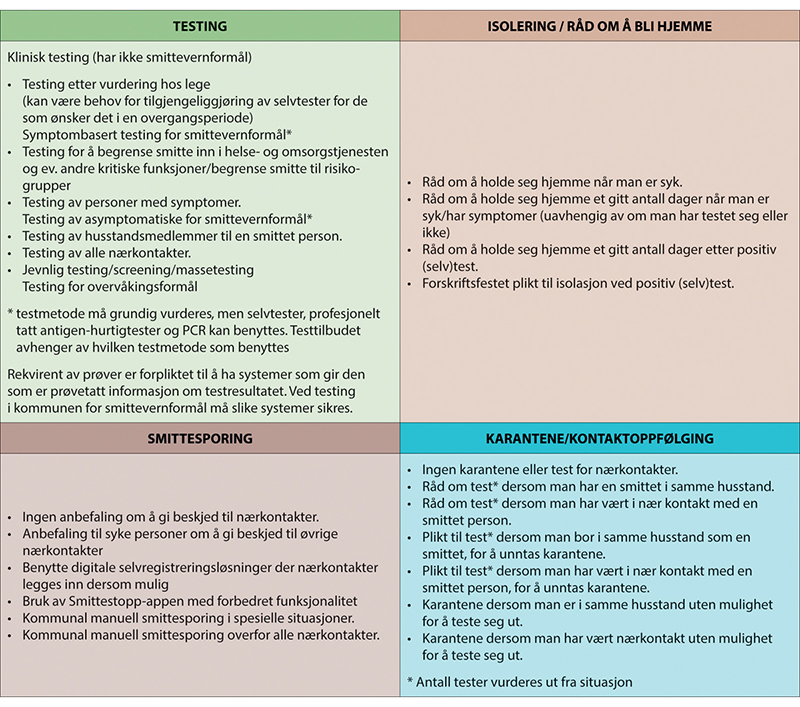 TESTING
Klinisk testing (har ikke smittevernformål)
• Testing etter vurdering hos lege
(kan være behov for tilgjengeliggjøring av selvtester for de
som ønsker det i en overgangsperiode)
Symptombasert testing for smittevernformål*
• Testing for å begrense smitte inn i helse- og omsorgstjenesten
og ev. andre kritiske funksjoner/begrense smitte til risiko-
grupper
• Testing av personer med symptomer.
Testing av asymptomatiske for smittevernformål*
• Testing av husstandsmedlemmer til en smittet person.
• Testing av alle nærkontakter.
• Jevnlig testing/screening/massetesting
Testing for overvåkingsformål
* testmetode må grundig vurderes, men selvtester, profesjonelt
tatt antigen-hurtigtester og PCR kan benyttes. Testtilbudet
avhenger av hvilken testmetode som benyttes
Rekvirent av prøver er forpliktet til å ha systemer som gir den
som er prøvetatt informasjon om testresultatet. Ved testing
i kommunen for smittevernformål må slike systemer sikres.
ISOLERING / RÅD OM Å BLI HJEMME
• Råd om å holde seg hjemme når man er syk.
• Råd om å holde seg hjemme et gitt antall dager når man er
syk/har symptomer (uavhengig av om man har testet seg eller
ikke)
• Råd om å holde seg hjemme et gitt antall dager etter positiv
(selv)test.
• Forskriftsfestet plikt til isolasjon ved positiv (selv)test.
SMITTESPORING
• Ingen anbefaling om å gi beskjed til nærkontakter.
• Anbefaling til syke personer om å gi beskjed til øvrige
nærkontakter
• Benytte digitale selvregistreringsløsninger der nærkontakter
legges inn dersom mulig
• Bruk av Smittestopp-appen med forbedret funksjonalitet
• Kommunal manuell smittesporing i spesielle situasjoner.
• Kommunal manuell smittesporing overfor alle nærkontakter.
KARANTENE/KONTAKTOPPFØLGING
• Ingen karantene eller test for nærkontakter.
• Råd om test* dersom man har en smittet i samme husstand.
• Råd om test* dersom man har vært i nær kontakt med en
smittet person.
• Plikt til test* dersom man bor i samme husstand som en
smittet, for å unntas karantene.
• Plikt til test* dersom man har vært i nær kontakt med en
smittet person, for å unntas karantene.
• Karantene dersom man er i samme husstand uten mulighet
for å teste seg ut.
• Karantene dersom man har vært nærkontakt uten mulighet
for å teste seg ut.
* Antall tester vurderes ut fra situasjon